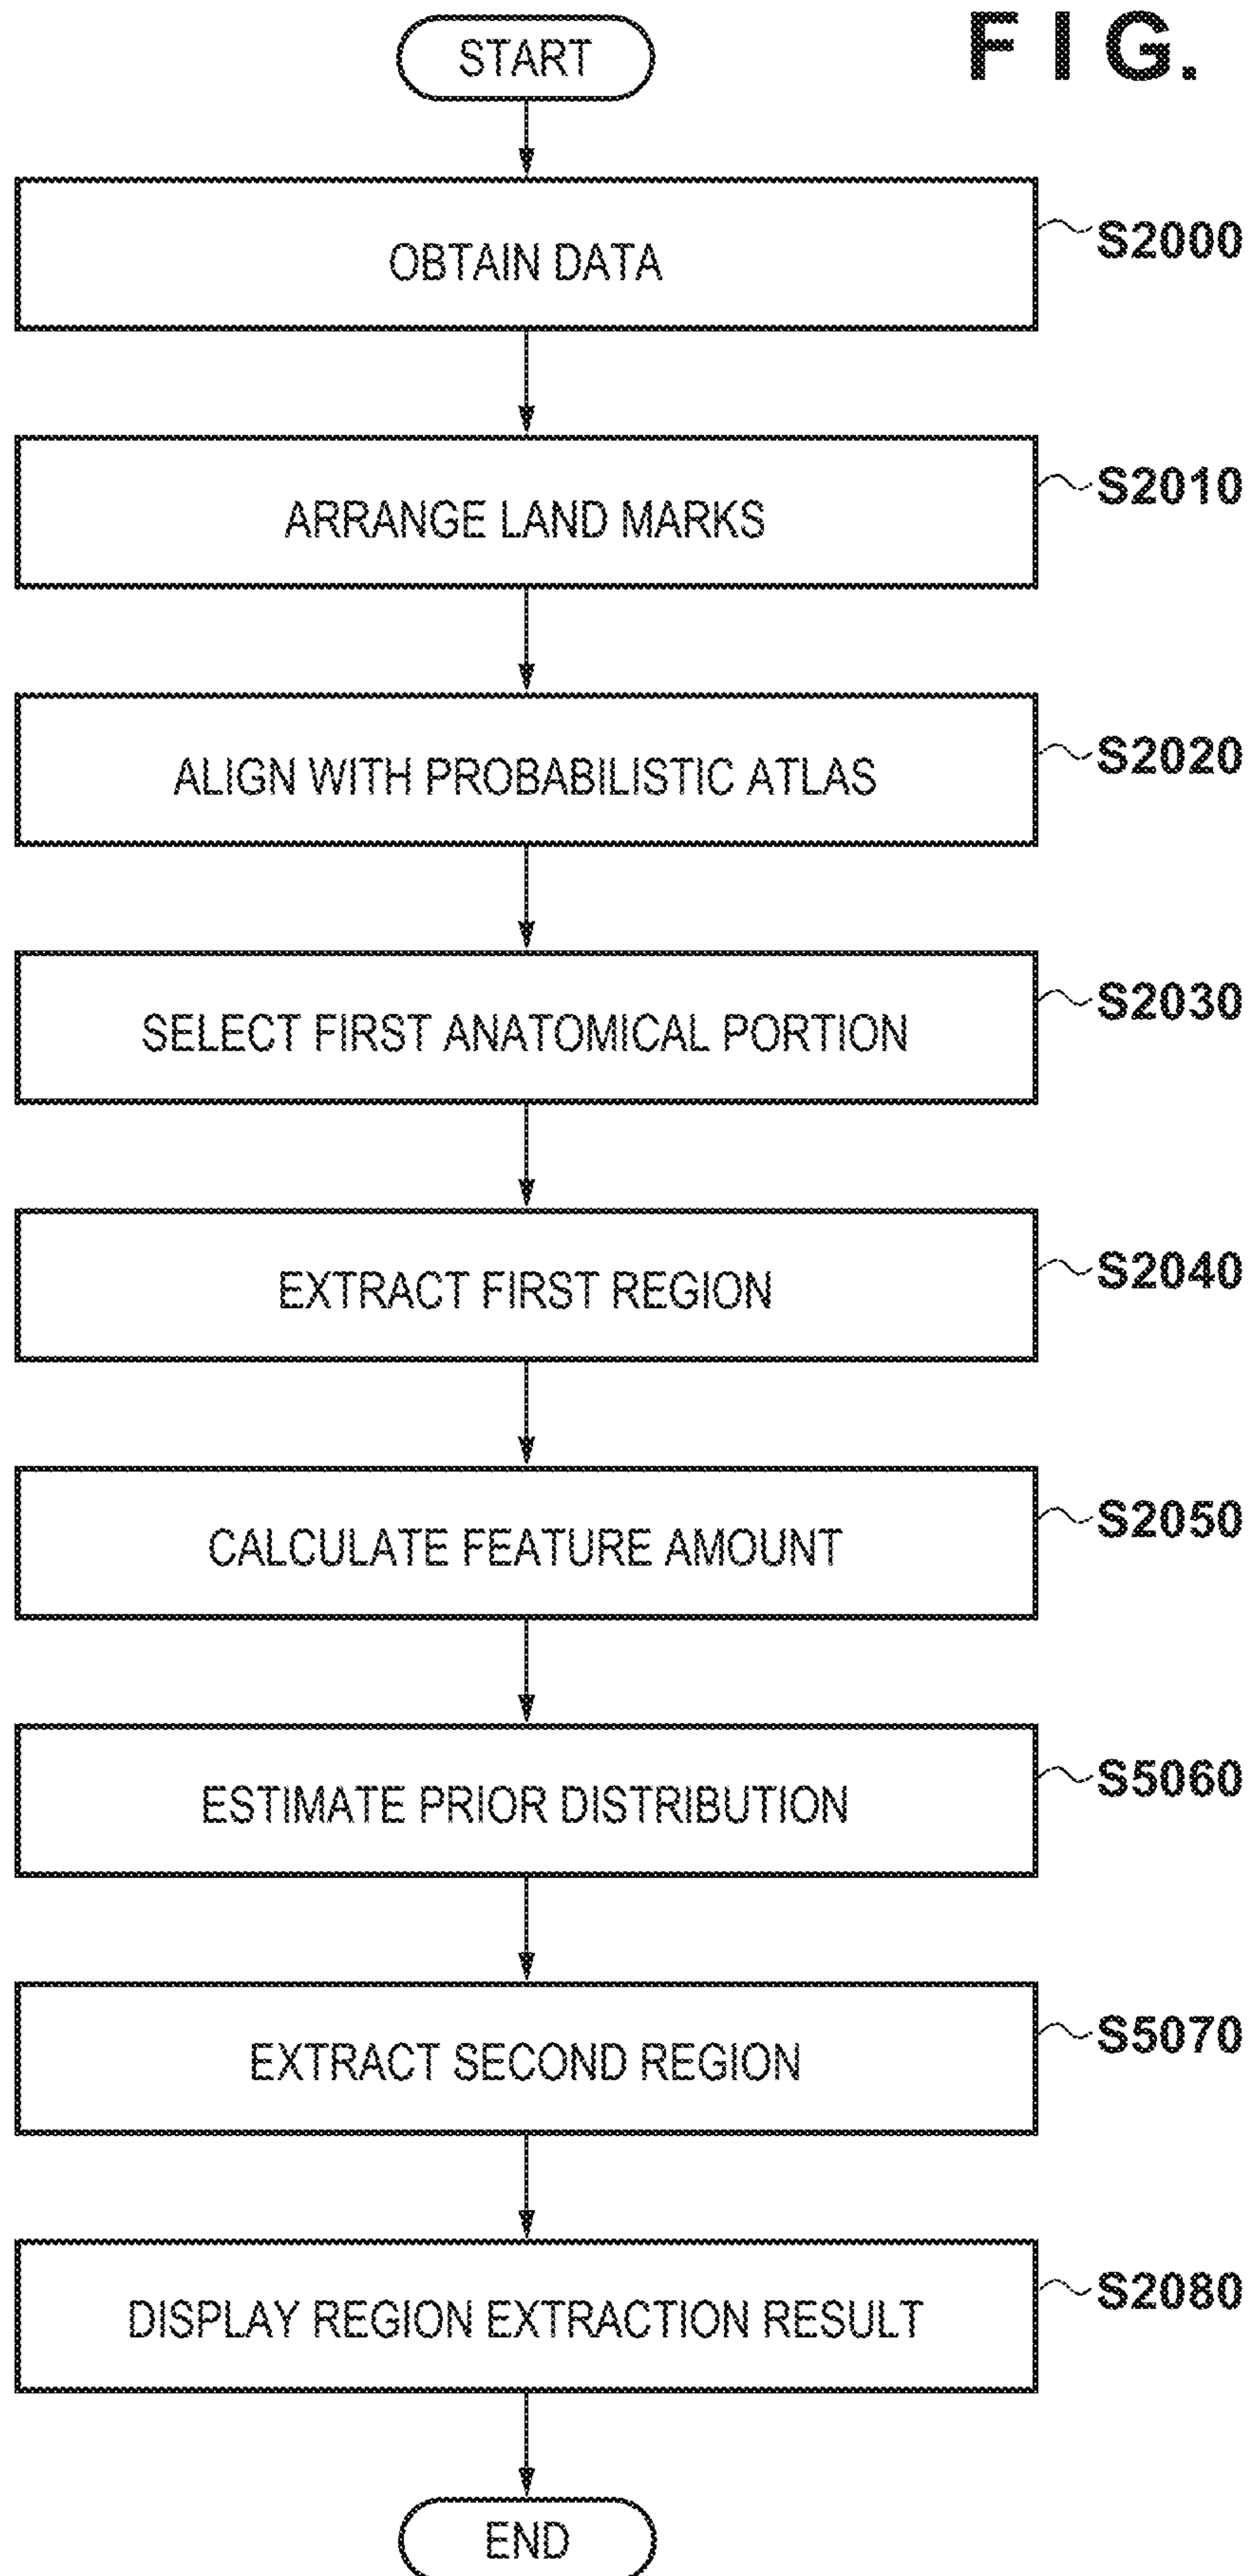 FIG.
START
OBTAIN DATA
S2000
ARRANGE LAND MARKS
S2010
ALIGN WITH PROBABILISTIC ATLAS
S2020
SELECT FIRST ANATOMICAL PORTION
S2030
EXTRACT FIRST REGION
S2040
CALCULATE FEATURE AMOUNT
S2050
ESTIMATE PRIOR DISTRIBUTION
S5060
EXTRACT SECOND REGION
S5070
DISPLAY REGION EXTRACTION RESULT
S2080
END